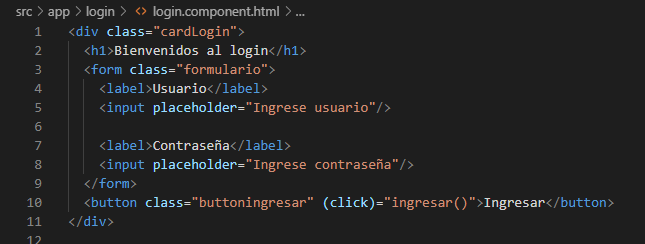 src > app > login > <> login.component.html > ...
1 <div class="cardLogin">
2 <h1>Bienvenidos al login</h1>
3 <form class="formulario">
4 <label>Usuario</label>
5 <input placeholder="Ingrese usuario"/>
6
7 <label>Contraseña</label>
8 <input placeholder="Ingrese contraseña"/>
9 </form>
10 <button class="buttoningresar" (click)="ingresar()">Ingresar</button>
11 </div>
12